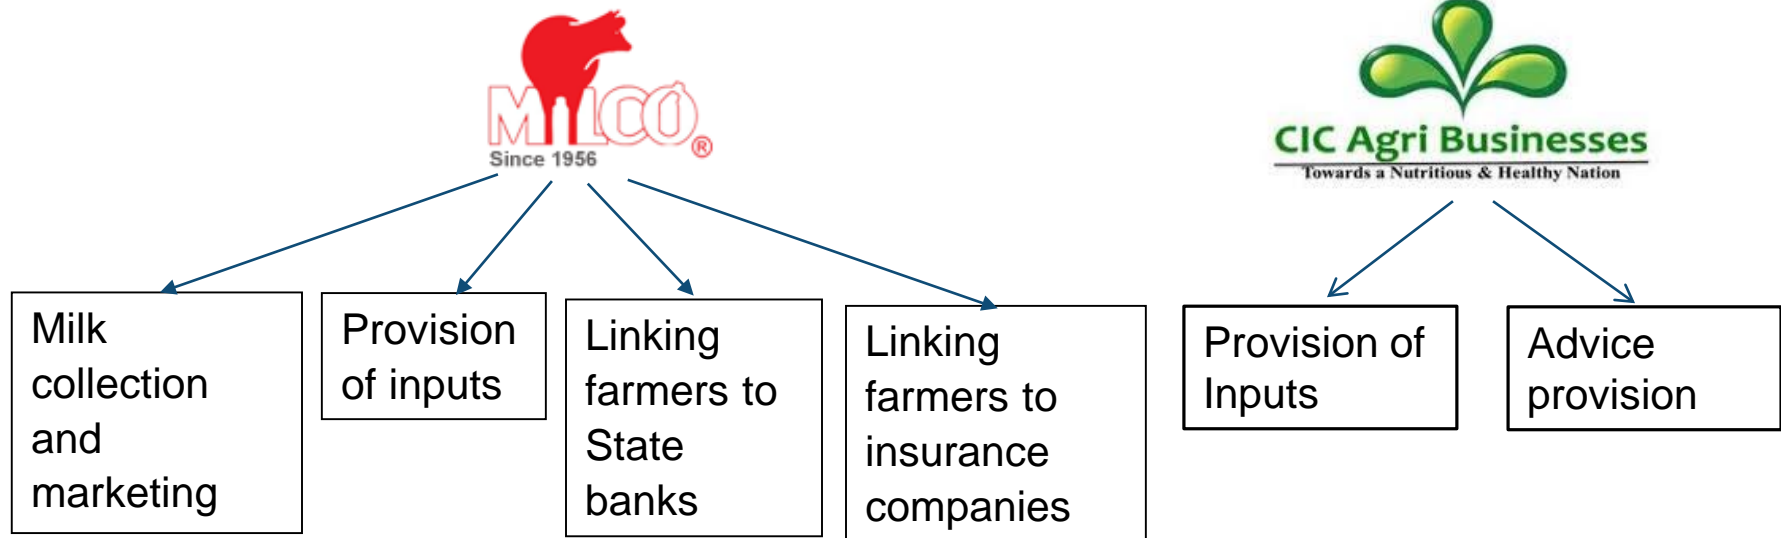 MILCO®
Since 1956
CIC Agri Businesses
Towards a Nutritious & Healthy Nation
Milk
collection
and
marketing
Provision
of inputs
Linking
farmers to
State
banks
Linking
farmers to
insurance
companies
Provision of
Inputs
Advice
provision